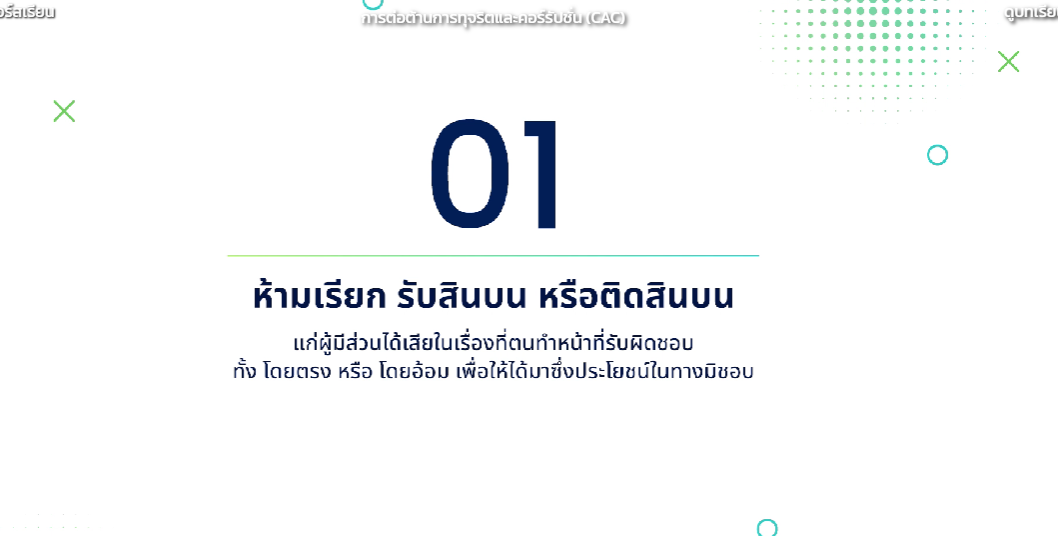 การต่อต้านการทุจริตและคอร์รัปชัน (CAC)
01
ห้ามเรียก รับสินบน หรือติดสินบน
แก่ผู้มีส่วนได้เสียในเรื่องที่ตนทำหน้าที่รับผิดชอบ
ทั้ง โดยตรง หรือ โดยอ้อม เพื่อให้ได้มาซึ่งประโยชน์ในทางมิชอบ